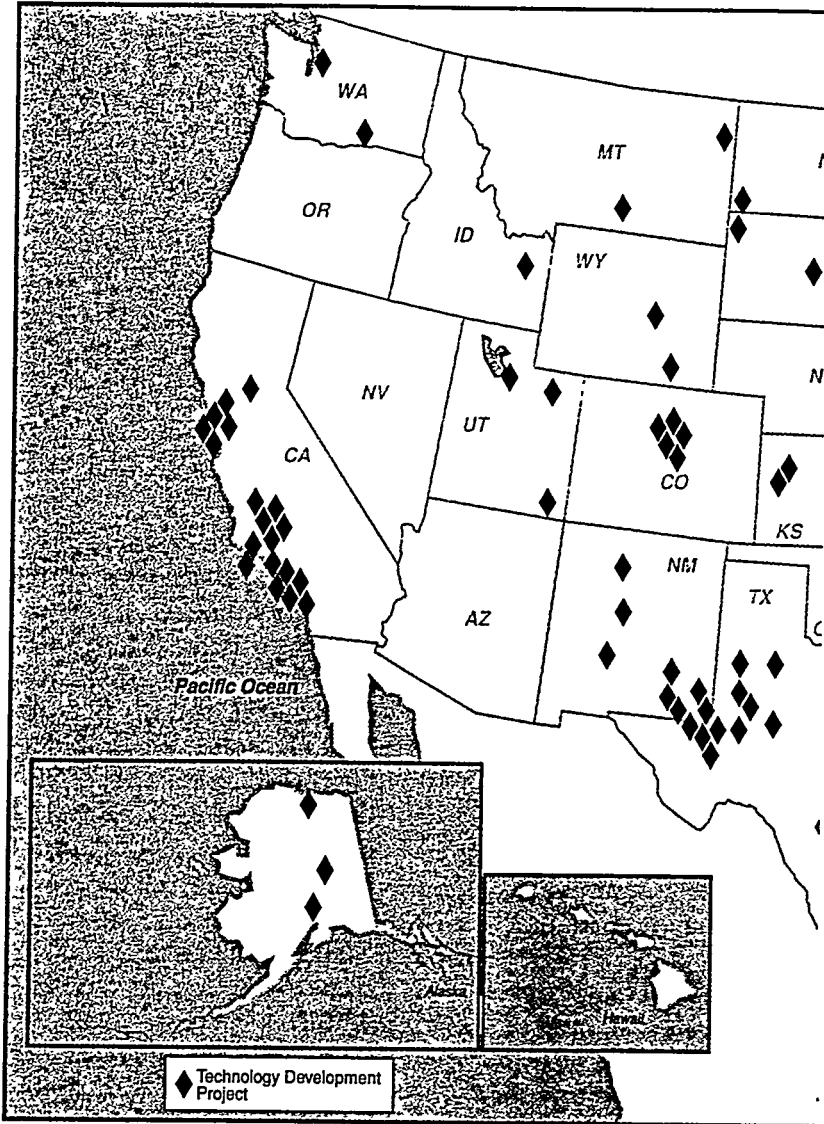 WA
MT
OR
ID
WY
NV
UT
CA
CO
KS
NM
TX
AZ
Pacific Ocean
Alaska
Hawaii
Technology Development
Project